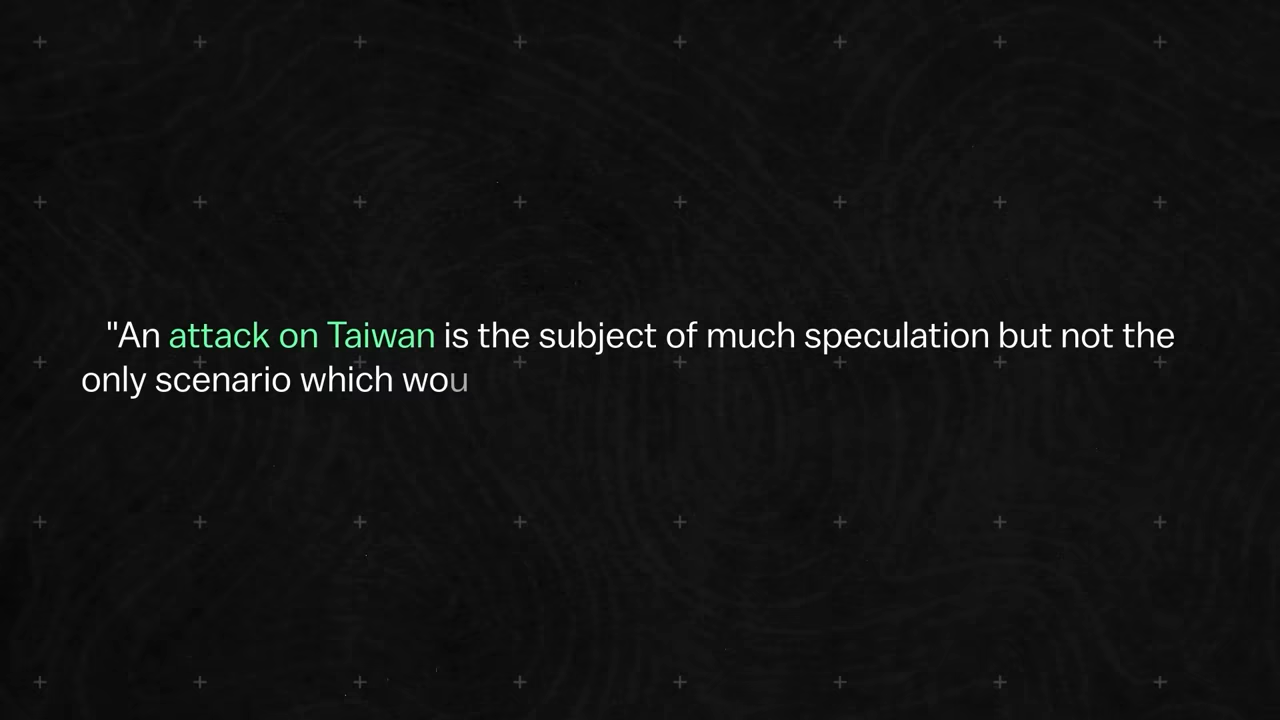 "An attack on Taiwan is the subject of much speculation but not the
only scenario which wou